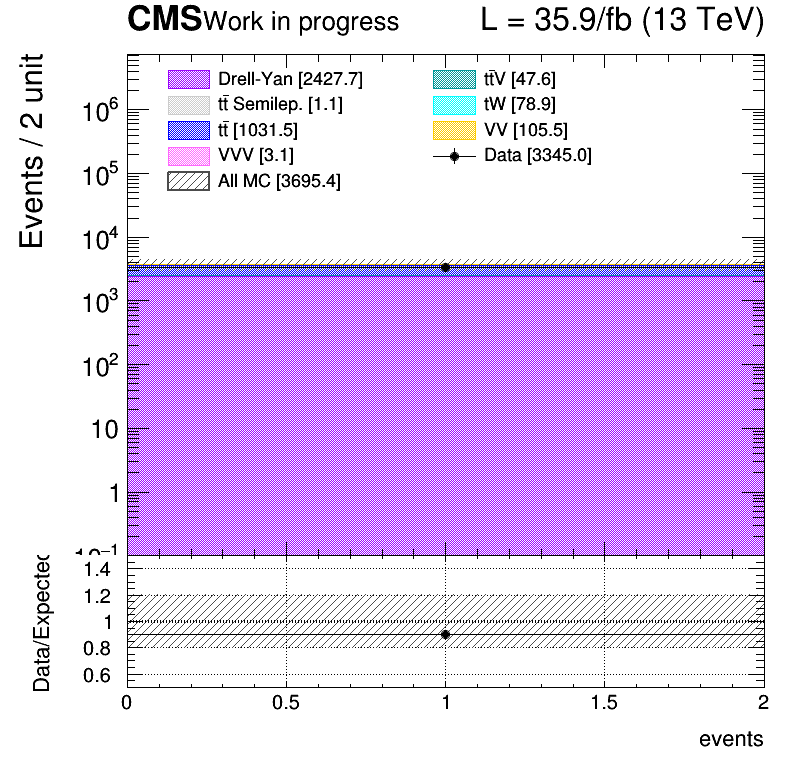 CMS Work in progress L = 35.9/fb (13 TeV)
Events / 2 unit
Drell-Yan [2427.7]
tt̄ Semilep. [1.1]
tt̄ [1031.5]
VVV [3.1]
All MC [3695.4]
tt̄V [47.6]
tW [78.9]
VV [105.5]
Data [3345.0]
10⁶
10⁵
10⁴
10³
10²
10
1
10⁻¹
Data/Expected
1.4
1.2
1
0.8
0.6
0 0.5 1 1.5 2
events